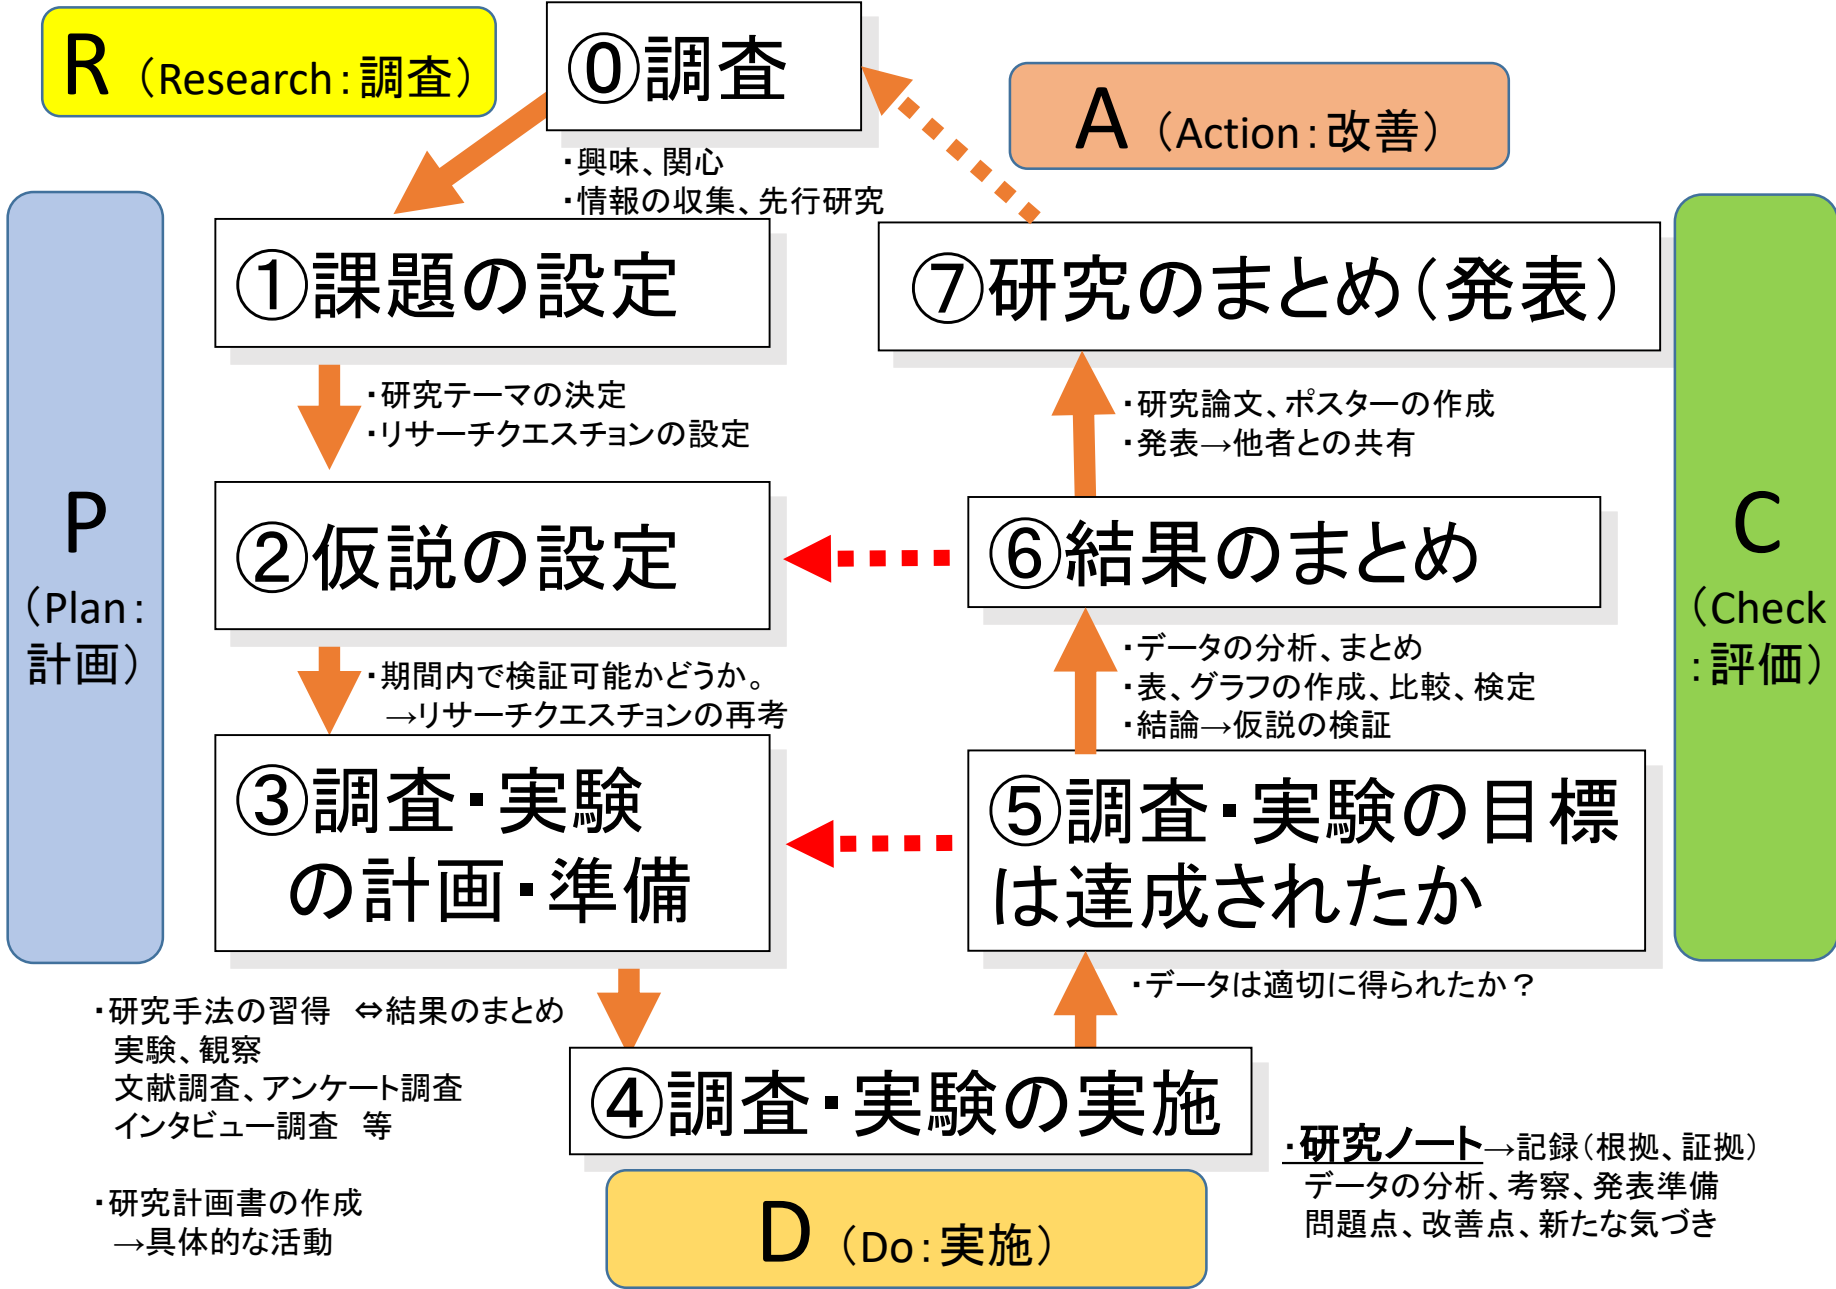 R（Research：調査）
⓪調査
・興味、関心
・情報の収集、先行研究
A（Action：改善）
P
（Plan：
計画）
①課題の設定
・研究テーマの決定
・リサーチクエスチョンの設定
②仮説の設定
・期間内で検証可能かどうか。
→リサーチクエスチョンの再考
③調査・実験
の計画・準備
・研究手法の習得　⇔結果のまとめ
実験、観察
文献調査、アンケート調査
インタビュー調査　等
・研究計画書の作成
→具体的な活動
④調査・実験の実施
D（Do：実施）
・研究ノート→記録（根拠、証拠）
データの分析、考察、発表準備
問題点、改善点、新たな気づき
・データは適切に得られたか？
⑤調査・実験の目標
は達成されたか
・データの分析、まとめ
・表、グラフの作成、比較、検定
・結論→仮説の検証
⑥結果のまとめ
・研究論文、ポスターの作成
・発表→他者との共有
⑦研究のまとめ（発表）
C
（Check
：評価）